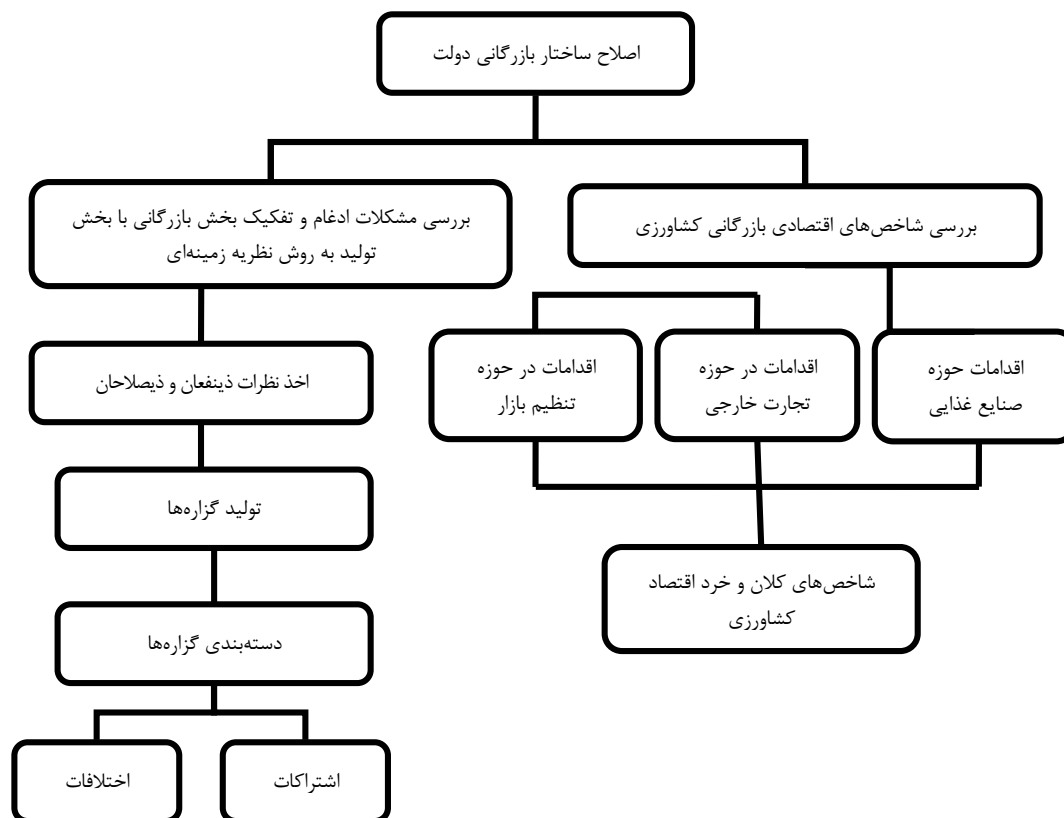 اصلاح ساختار بازرگانی دولت
بررسی شاخص‌های اقتصادی بازرگانی کشاورزی
بررسی مشکلات ادغام و تفکیک بخش بازرگانی با بخش
تولید به روش نظریه زمینه‌ای
اقدامات حوزه
صنایع غذایی
اقدامات در حوزه
تجارت خارجی
اقدامات در حوزه
تنظیم بازار
شاخص‌های کلان و خرد اقتصاد
کشاورزی
اخذ نظرات ذینفعان و ذیصلاحان
تولید گزاره‌ها
دسته‌بندی گزاره‌ها
اشتراکات
اختلافات